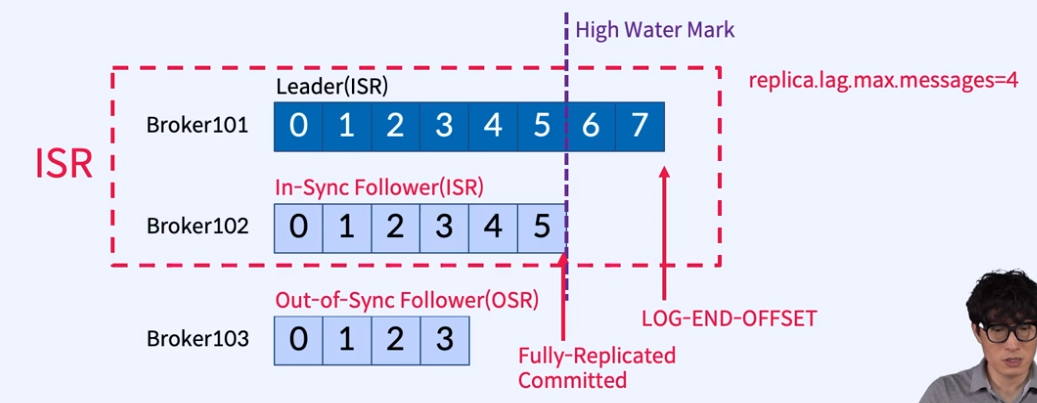 High Water Mark
replica.lag.max.messages=4
Leader(ISR)
Broker101
0 1 2 3 4 5 6 7
ISR
In-Sync Follower(ISR)
Broker102
0 1 2 3 4 5
Out-of-Sync Follower(OSR)
Broker103
0 1 2 3
LOG-END-OFFSET
Fully-Replicated
Committed